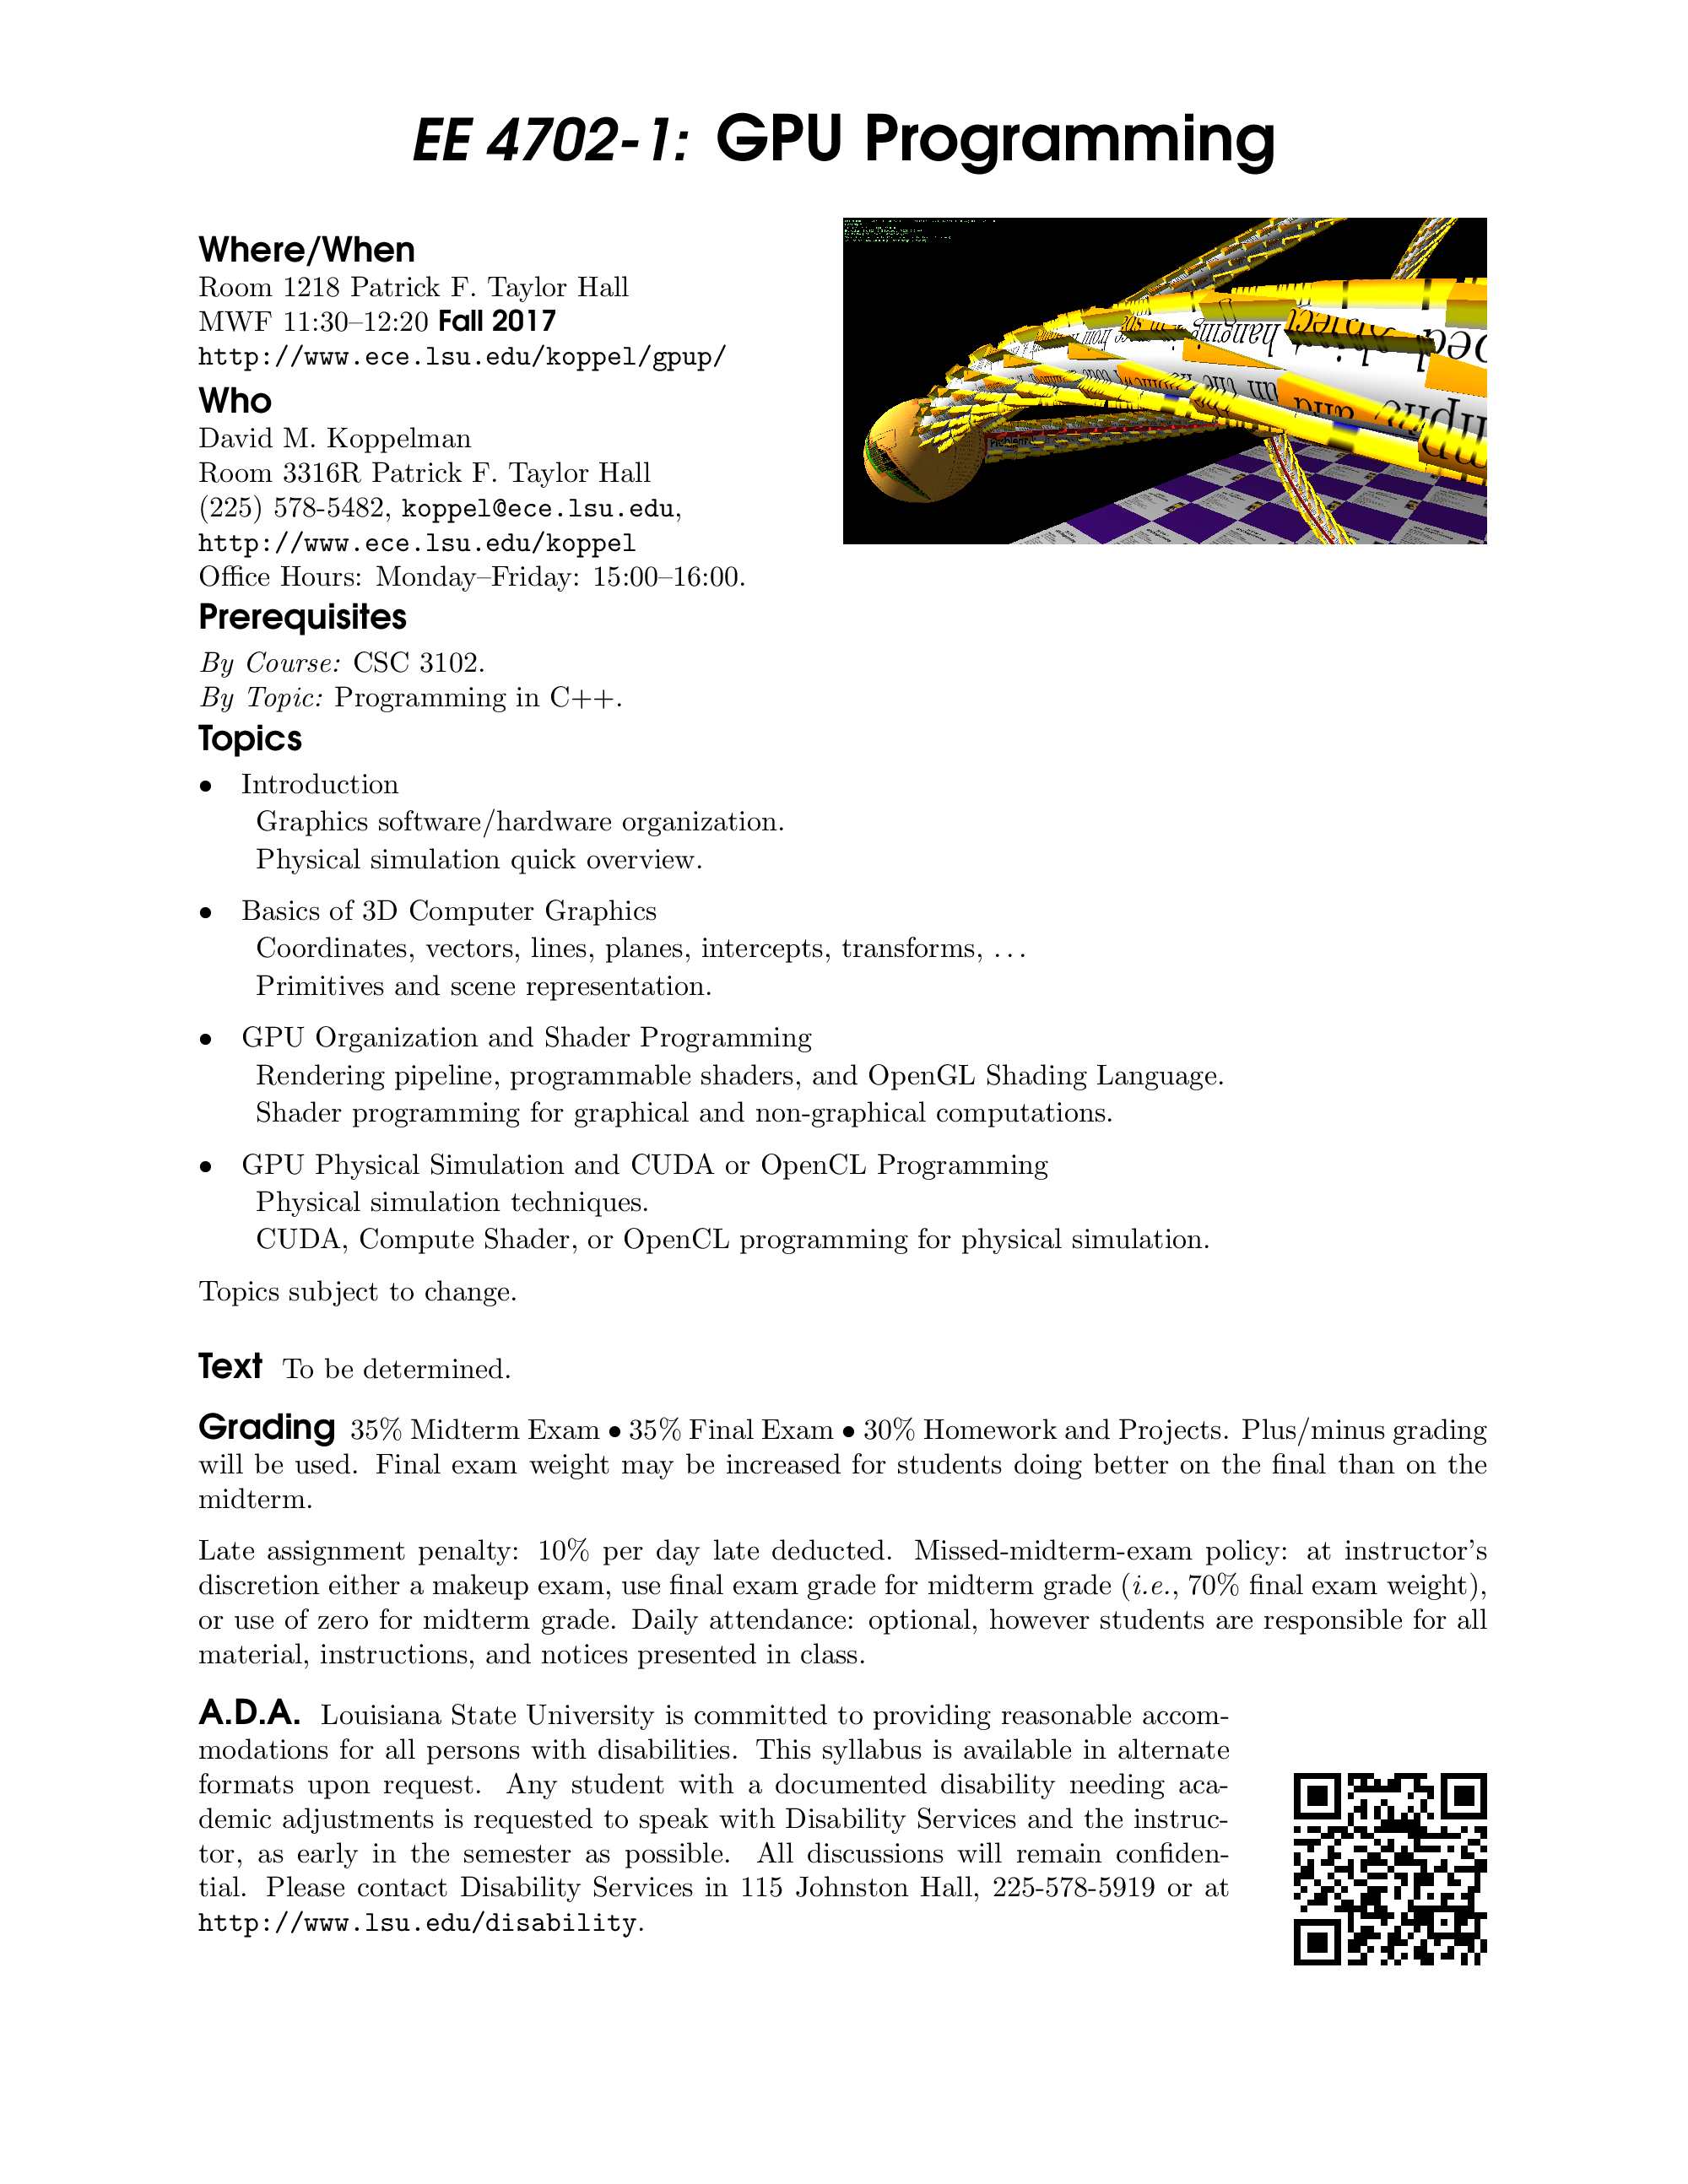 EE 4702-1: GPU Programming
Where/When
Room 1218 Patrick F. Taylor Hall
MWF 11:30–12:20 Fall 2017
http://www.ece.lsu.edu/koppel/gpup/
Who
David M. Koppelman
Room 3316R Patrick F. Taylor Hall
(225) 578-5482, koppel@ece.lsu.edu,
http://www.ece.lsu.edu/koppel
Office Hours: Monday–Friday: 15:00–16:00.
Prerequisites
By Course: CSC 3102.
By Topic: Programming in C++.
Topics
• Introduction
Graphics software/hardware organization.
Physical simulation quick overview.
• Basics of 3D Computer Graphics
Coordinates, vectors, lines, planes, intercepts, transforms, ...
Primitives and scene representation.
• GPU Organization and Shader Programming
Rendering pipeline, programmable shaders, and OpenGL Shading Language.
Shader programming for graphical and non-graphical computations.
• GPU Physical Simulation and CUDA or OpenCL Programming
Physical simulation techniques.
CUDA, Compute Shader, or OpenCL programming for physical simulation.
Topics subject to change.
Text To be determined.
Grading 35% Midterm Exam • 35% Final Exam • 30% Homework and Projects. Plus/minus grading
will be used. Final exam weight may be increased for students doing better on the final than on the
midterm.
Late assignment penalty: 10% per day late deducted. Missed-midterm-exam policy: at instructor's
discretion either a makeup exam, use final exam grade for midterm grade (i.e., 70% final exam weight),
or use of zero for midterm grade. Daily attendance: optional, however students are responsible for all
material, instructions, and notices presented in class.
A.D.A. Louisiana State University is committed to providing reasonable accom-
modations for all persons with disabilities. This syllabus is available in alternate
formats upon request. Any student with a documented disability needing aca-
demic adjustments is requested to speak with Disability Services and the instruc-
tor, as early in the semester as possible. All discussions will remain confiden-
tial. Please contact Disability Services in 115 Johnston Hall, 225-578-5919 or at
http://www.lsu.edu/disability.